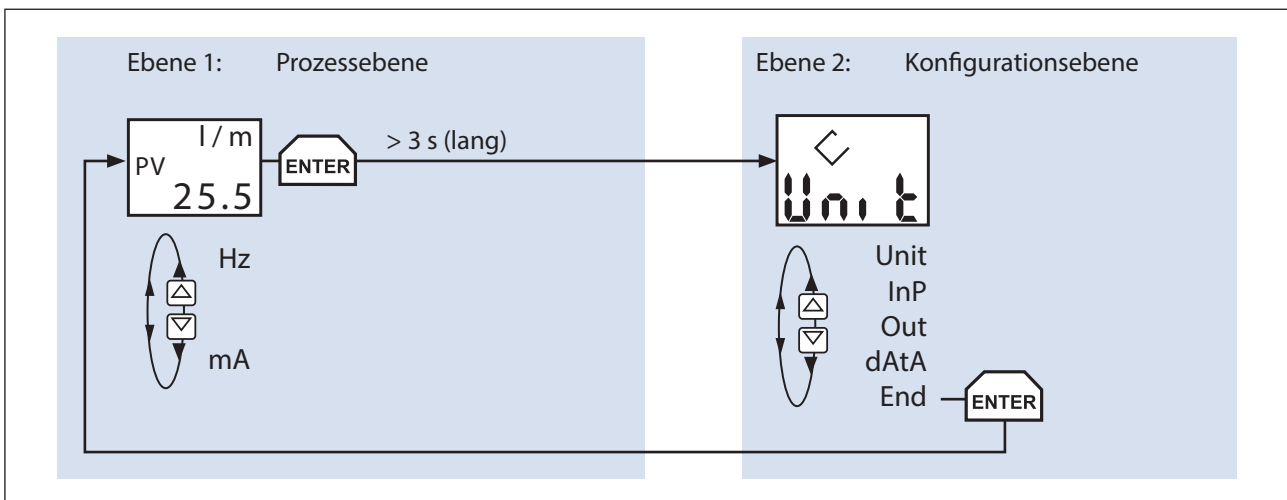 Ebene 1: Prozessebene
l / m
PV
25.5
ENTER
> 3 s (lang)
Hz
mA
Ebene 2: Konfigurationsebene
Unit
Unit
InP
Out
dAtA
End
ENTER